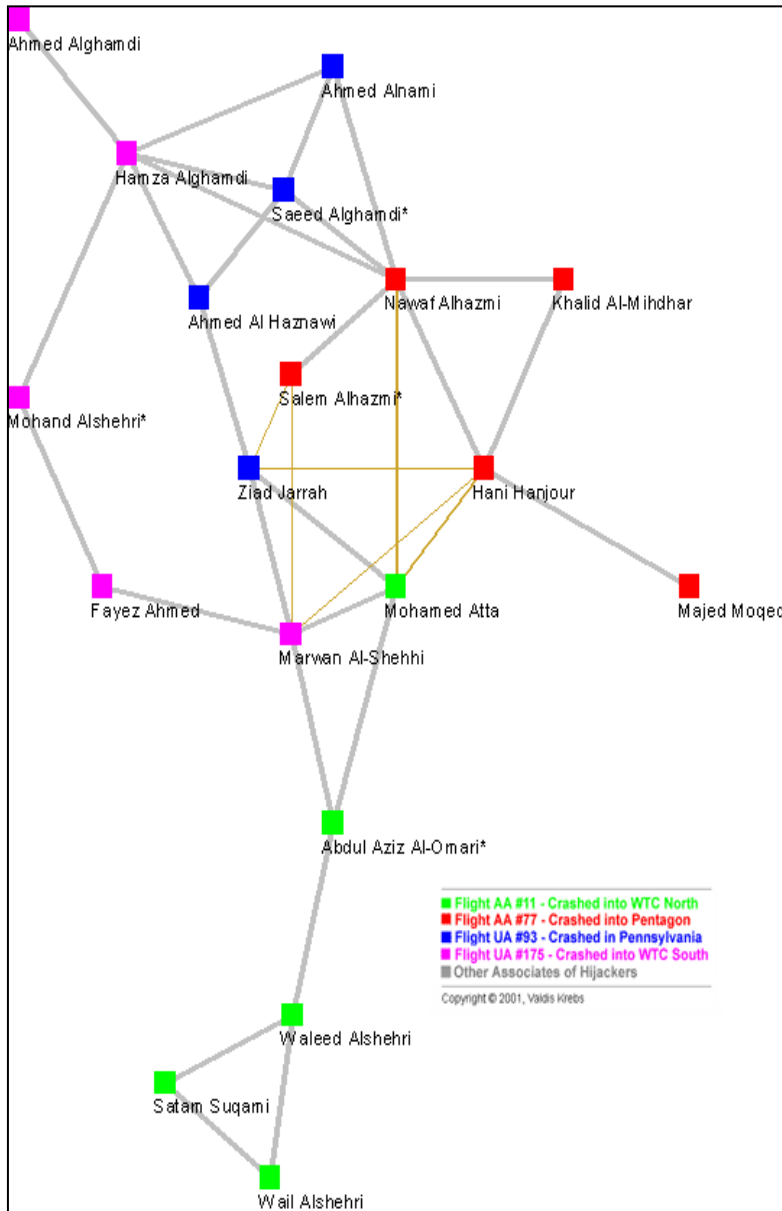 Ahmed Alghamdi
Ahmed Alnami
Hamza Alghamdi
Saeed Alghamdi*
Nawaf Alhazmi
Khalid Al-Mihdhar
Ahmed Al Haznawi
Salem Alhazmi*
Mohand Alshehri*
Ziad Jarrah
Hani Hanjour
Fayez Ahmed
Mohamed Atta
Majed Moqed
Marwan Al-Shehhi
Abdul Aziz Al-Omari*
Flight AA #11 - Crashed into WTC North
Flight AA #77 - Crashed into Pentagon
Flight UA #93 - Crashed in Pennsylvania
Flight UA #175 - Crashed into WTC South
Other Associates of Hijackers
Copyright © 2001, Valdis Krebs
Waleed Alshehri
Satam Suqami
Wail Alshehri